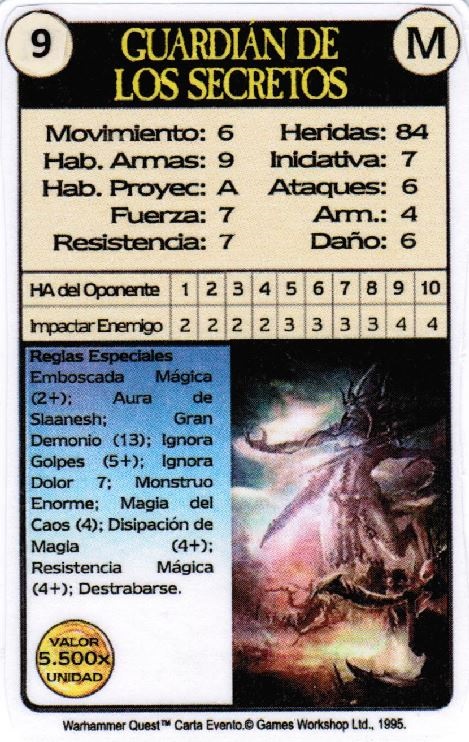 9
GUARDIÁN DE
LOS SECRETOS
M
Movimiento: 6 Heridas: 84
Hab. Armas: 9 Iniciativa: 7
Hab. Proyec: A Ataques: 6
Fuerza: 7 Arm.: 4
Resistencia: 7 Daño: 6
HA del Oponente 1 2 3 4 5 6 7 8 9 10
Impactar Enemigo 2 2 2 2 3 3 3 3 4 4
Reglas Especiales
Emboscada Mágica
(2+); Aura de
Slaanesh; Gran
Demonio (13); Ignora
Golpes (5+); Ignora
Dolor 7; Monstruo
Enorme; Magia del
Caos (4); Disipación de
Magia (4+);
Resistencia Mágica
(4+); Destrabarse.
VALOR
5.500x
UNIDAD
Warhammer Quest™ Carta Evento.© Games Workshop Ltd., 1995.